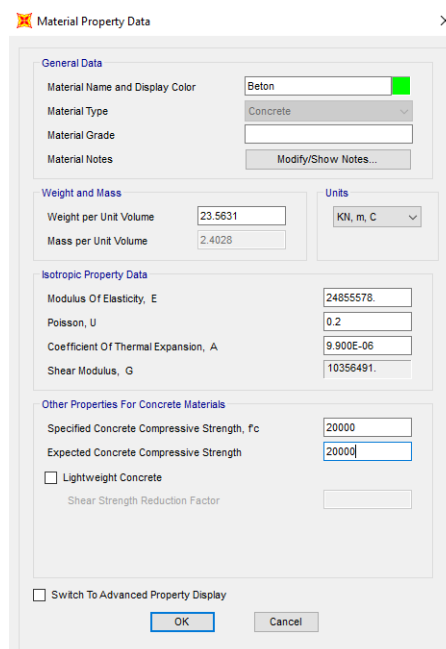 Material Property Data
General Data
Material Name and Display Color Beton
Material Type Concrete
Material Grade
Material Notes Modify/Show Notes...
Weight and Mass Units
Weight per Unit Volume 23.5631 KN, m, C
Mass per Unit Volume 2.4028
Isotropic Property Data
Modulus Of Elasticity, E 24855578.
Poisson, U 0.2
Coefficient Of Thermal Expansion, A 9.900E-06
Shear Modulus, G 10356491.
Other Properties For Concrete Materials
Specified Concrete Compressive Strength, f'c 20000
Expected Concrete Compressive Strength 20000
Lightweight Concrete
Shear Strength Reduction Factor
Switch To Advanced Property Display
OK Cancel